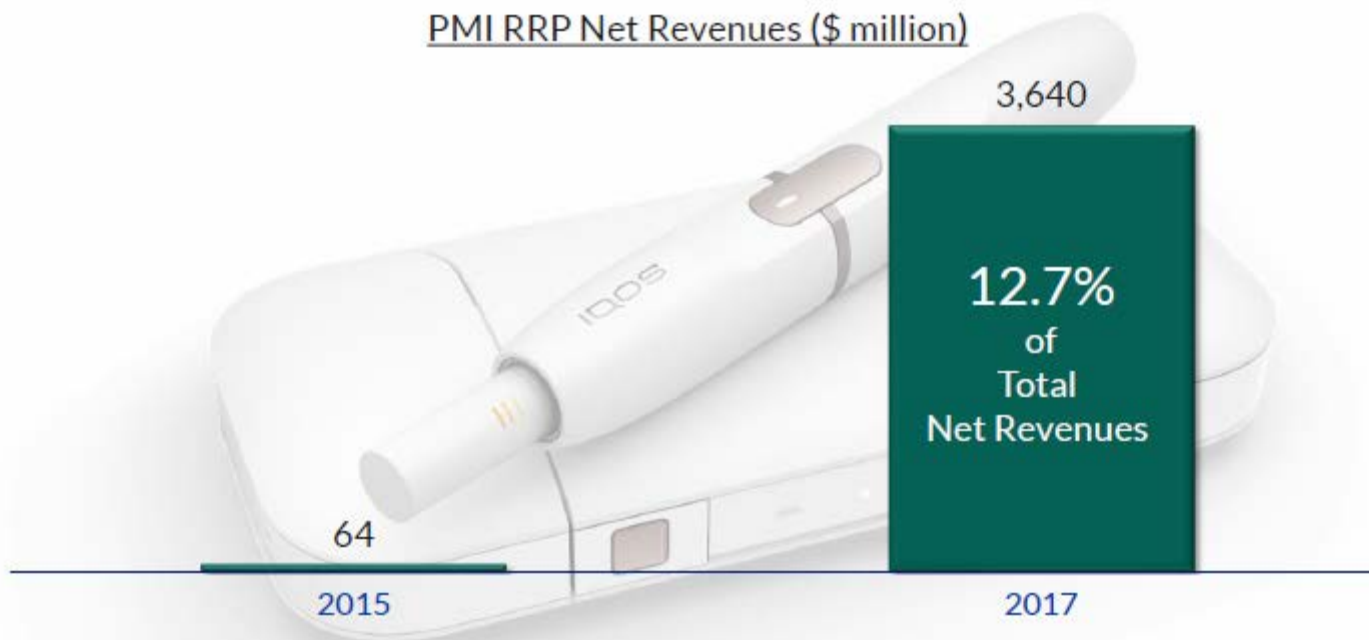 PMI RRP Net Revenues ($ million)
3,640
IQOS
12.7%
of
Total
Net Revenues
64
2015 2017